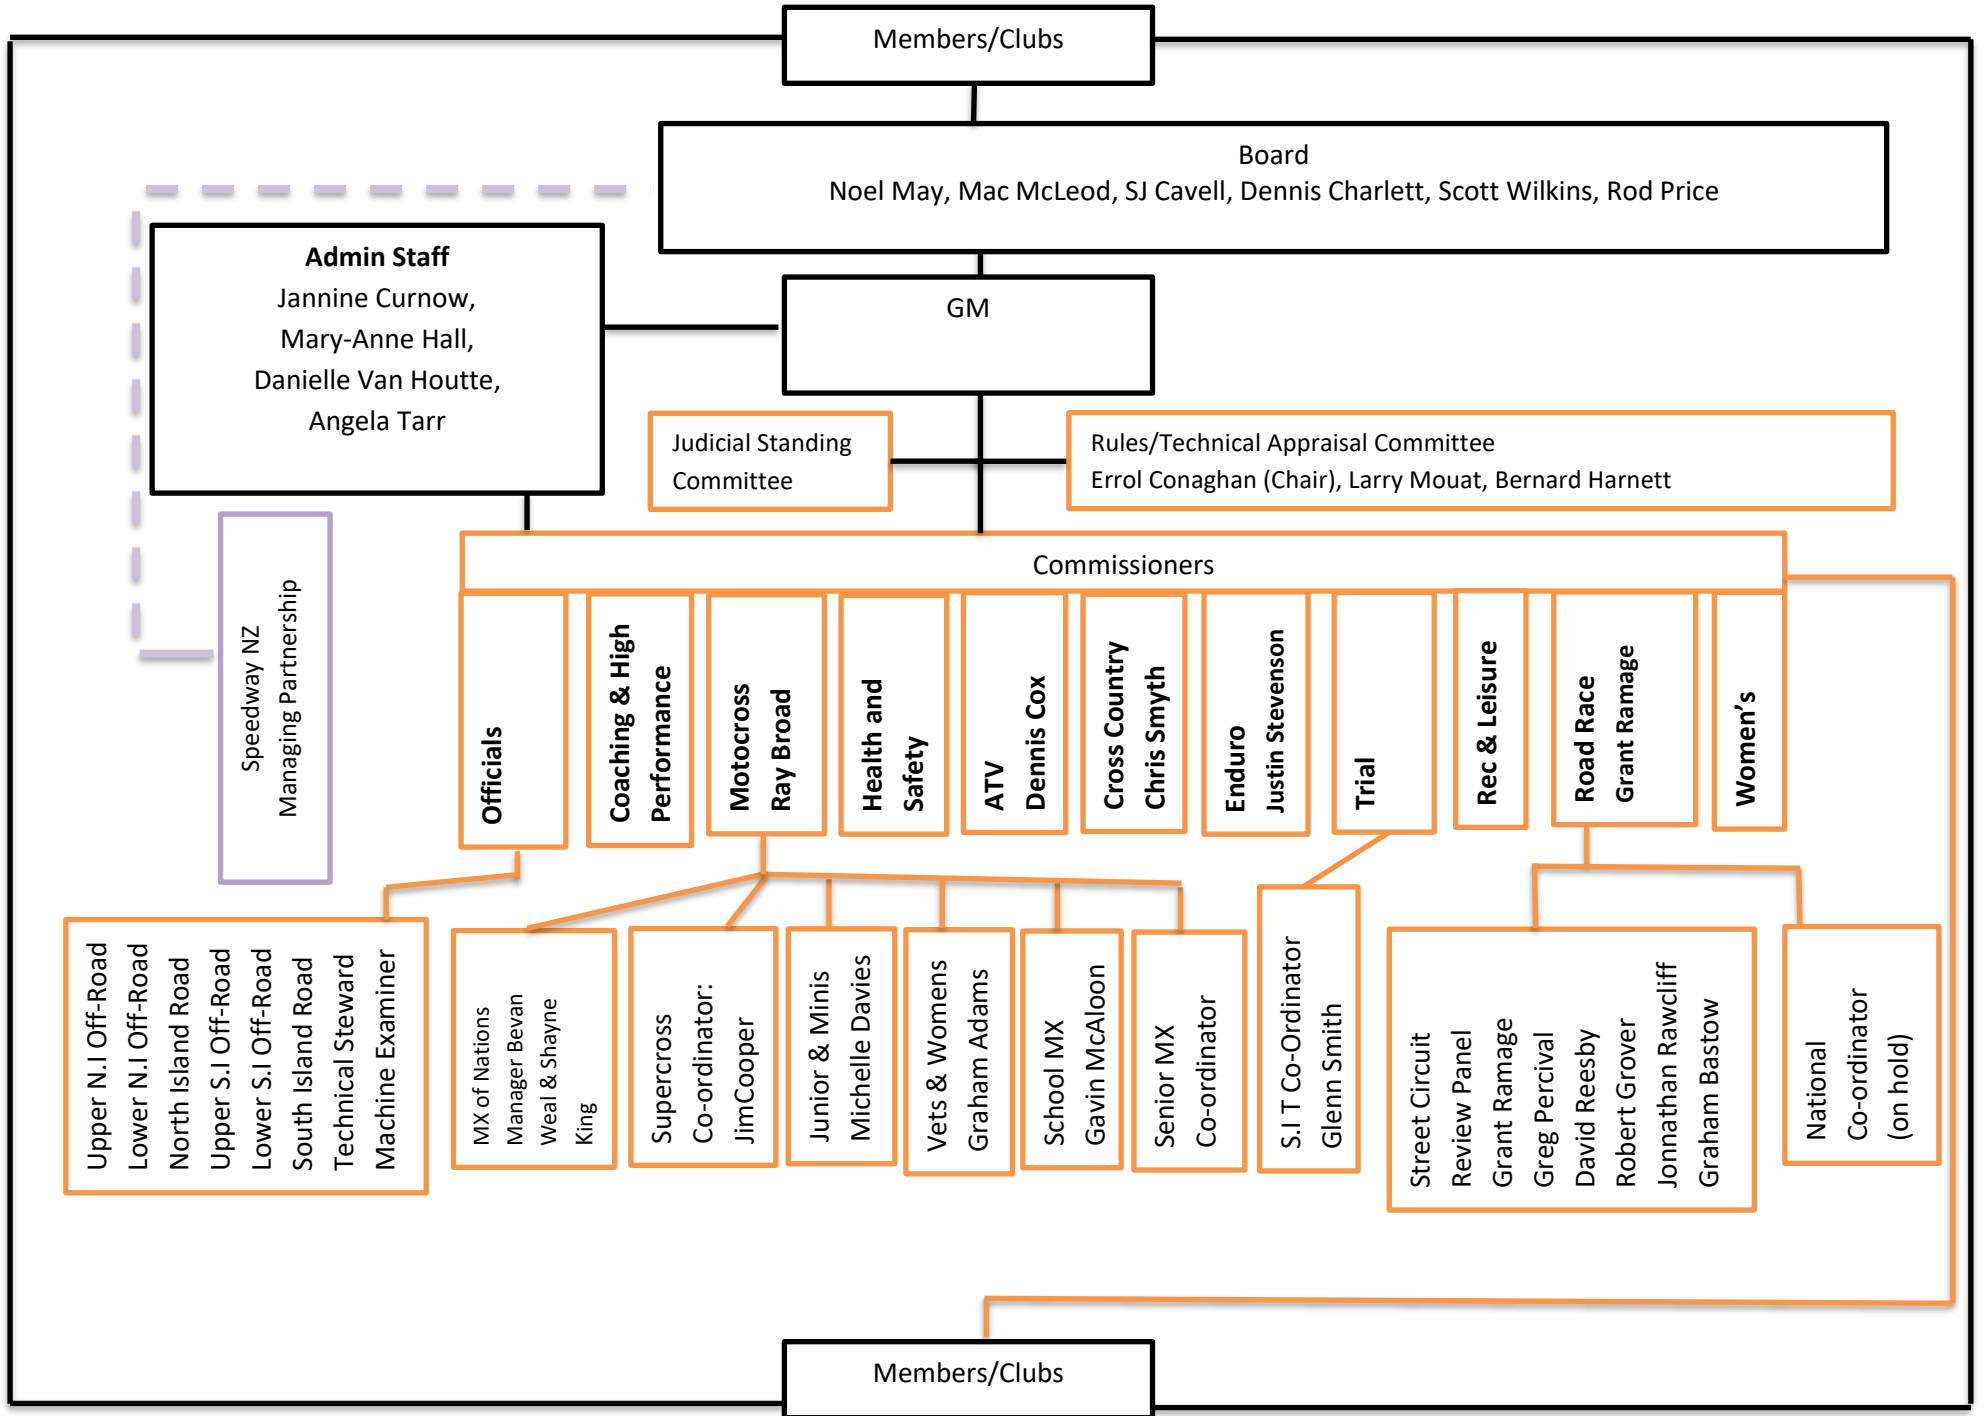 Members/Clubs
Board
Noel May, Mac McLeod, SJ Cavell, Dennis Charlett, Scott Wilkins, Rod Price
Admin Staff
Jannine Curnow,
Mary-Anne Hall,
Danielle Van Houtte,
Angela Tarr
GM
Judicial Standing
Committee
Rules/Technical Appraisal Committee
Errol Conaghan (Chair), Larry Mouat, Bernard Harnett
Speedway NZ
Managing Partnership
Commissioners
Officials
Coaching & High
Performance
Motocross
Ray Broad
Health and
Safety
ATV
Dennis Cox
Cross Country
Chris Smyth
Enduro
Justin Stevenson
Trial
Rec & Leisure
Road Race
Grant Ramage
Women's
Upper N.I Off-Road
Lower N.I Off-Road
North Island Road
Upper S.I Off-Road
Lower S.I Off-Road
South Island Road
Technical Steward
Machine Examiner
MX of Nations
Manager Bevan
Weal & Shayne
King
Supercross
Co-ordinator:
JimCooper
Junior & Minis
Michelle Davies
Vets & Womens
Graham Adams
School MX
Gavin McAloon
Senior MX
Co-ordinator
S.I T Co-Ordinator
Glenn Smith
Street Circuit
Review Panel
Grant Ramage
Greg Percival
David Reesby
Robert Grover
Jonnathan Rawcliff
Graham Bastow
National
Co-ordinator
(on hold)
Members/Clubs